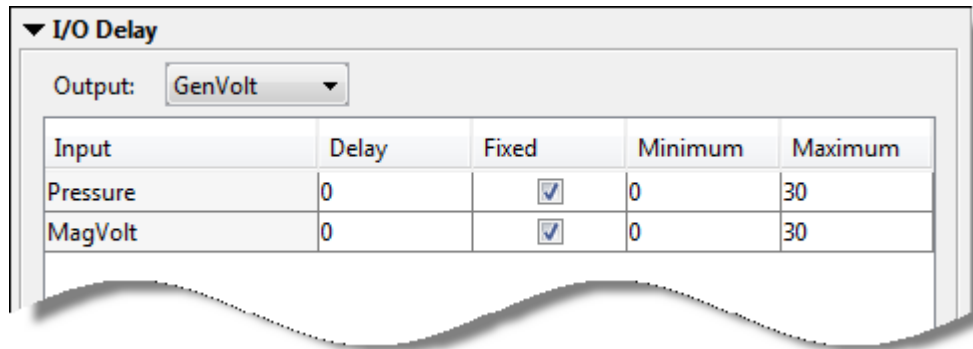 I/O Delay
Output: GenVolt
Input Delay Fixed Minimum Maximum
Pressure 0 0 30
MagVolt 0 0 30